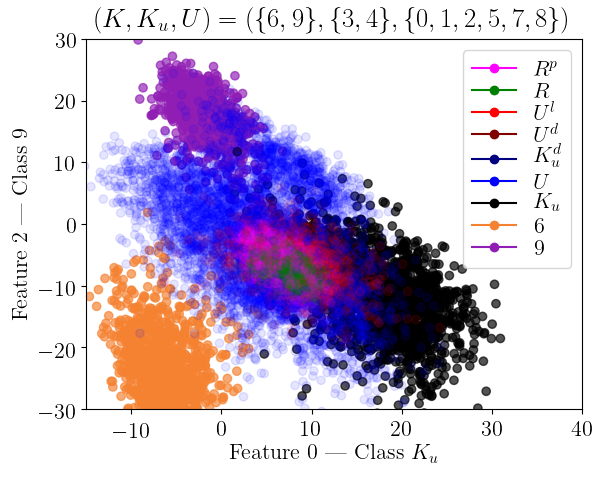 (K, K_u, U) = ({6, 9}, {3, 4}, {0, 1, 2, 5, 7, 8})
30
20
10
0
−10
−20
−30
Feature 2 — Class 9
R^p
R
U^l
U^d
K_u^d
U
K_u
6
9
−10
0
10
20
30
40
Feature 0 — Class K_u